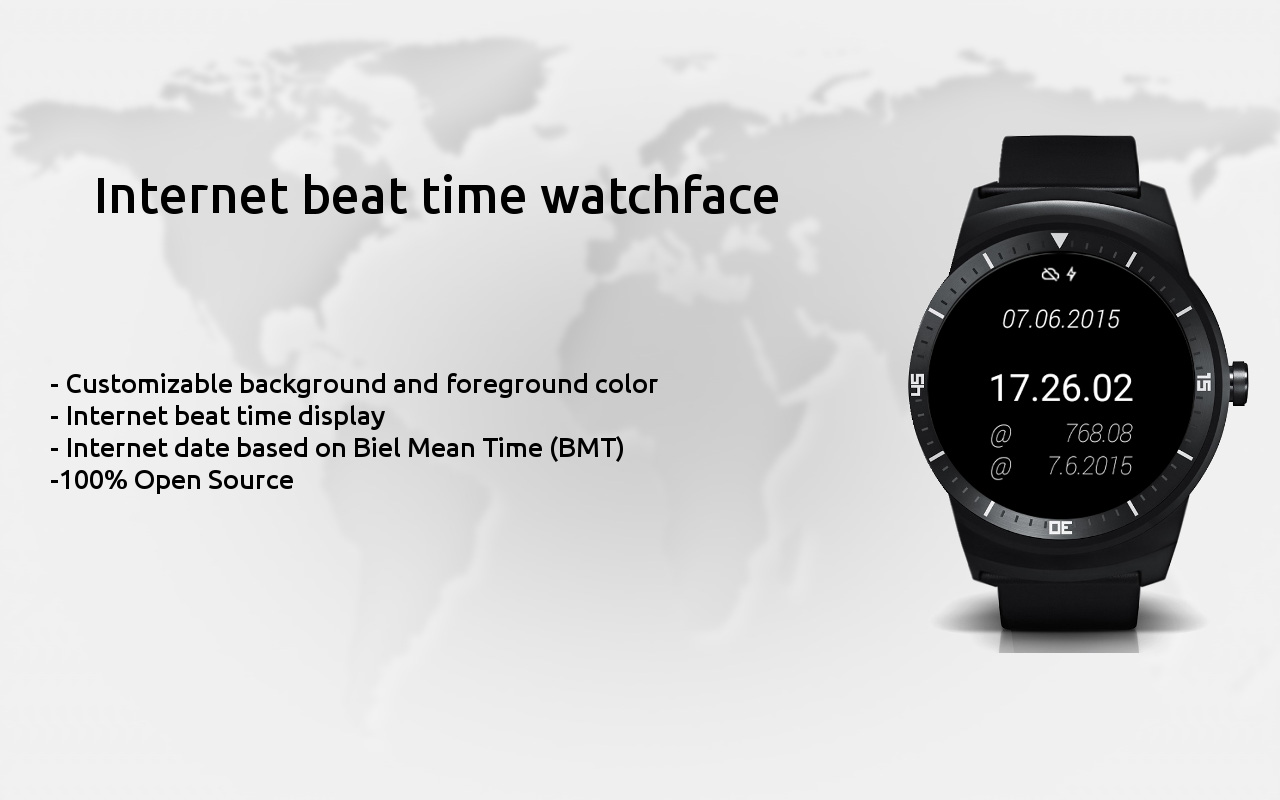 Internet beat time watchface
- Customizable background and foreground color
- Internet beat time display
- Internet date based on Biel Mean Time (BMT)
-100% Open Source
07.06.2015
17.26.02
@ 768.08
@ 7.6.2015
45
15
30